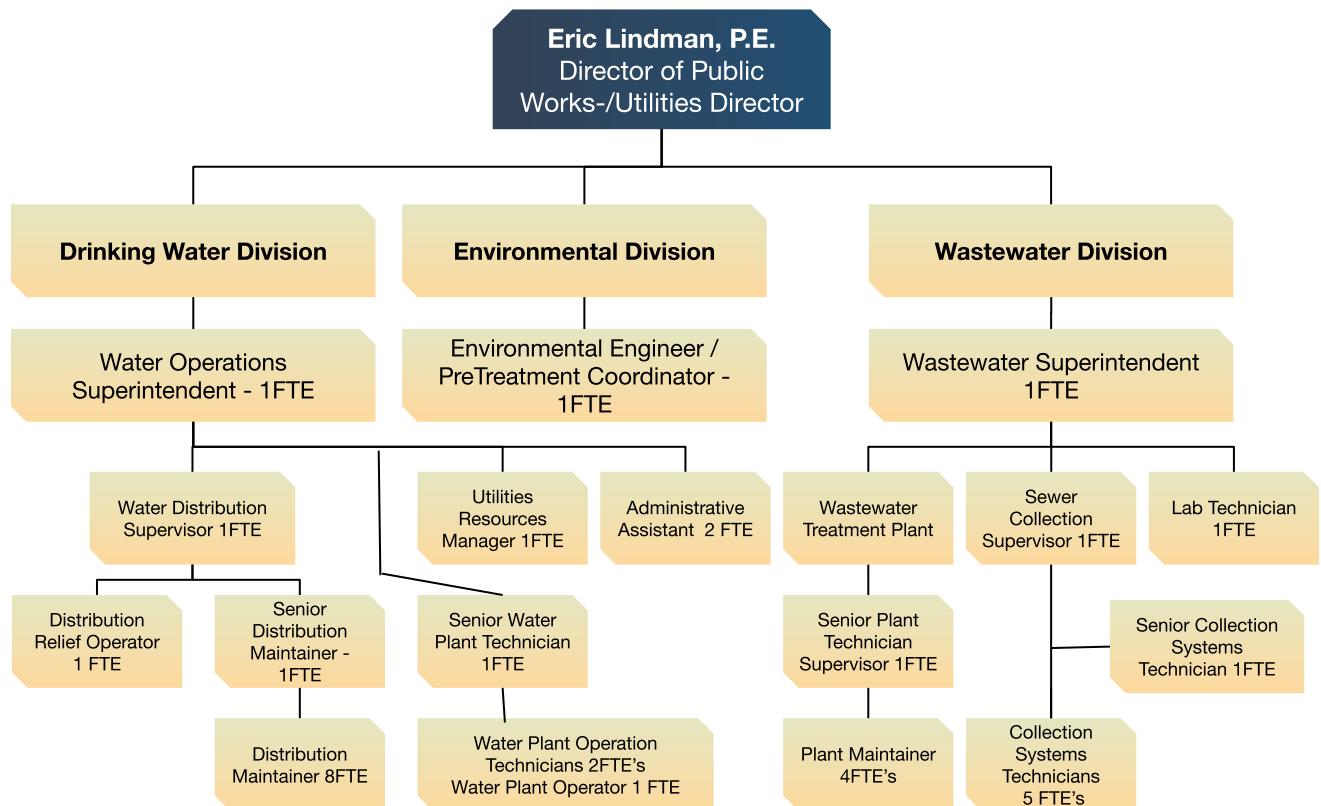 Eric Lindman, P.E.
Director of Public
Works-/Utilities Director
Drinking Water Division
Environmental Division
Wastewater Division
Water Operations
Superintendent - 1FTE
Environmental Engineer /
PreTreatment Coordinator -
1FTE
Wastewater Superintendent
1FTE
Water Distribution
Supervisor 1FTE
Utilities
Resources
Manager 1FTE
Administrative
Assistant  2 FTE
Wastewater
Treatment Plant
Sewer
Collection
Supervisor 1FTE
Lab Technician
1FTE
Distribution
Relief Operator
1 FTE
Senior
Distribution
Maintainer -
1FTE
Senior Water
Plant Technician
1FTE
Senior Plant
Technician
Supervisor 1FTE
Senior Collection
Systems
Technician 1FTE
Distribution
Maintainer 8FTE
Water Plant Operation
Technicians 2FTE's
Water Plant Operator 1 FTE
Plant Maintainer
4FTE's
Collection
Systems
Technicians
5 FTE's